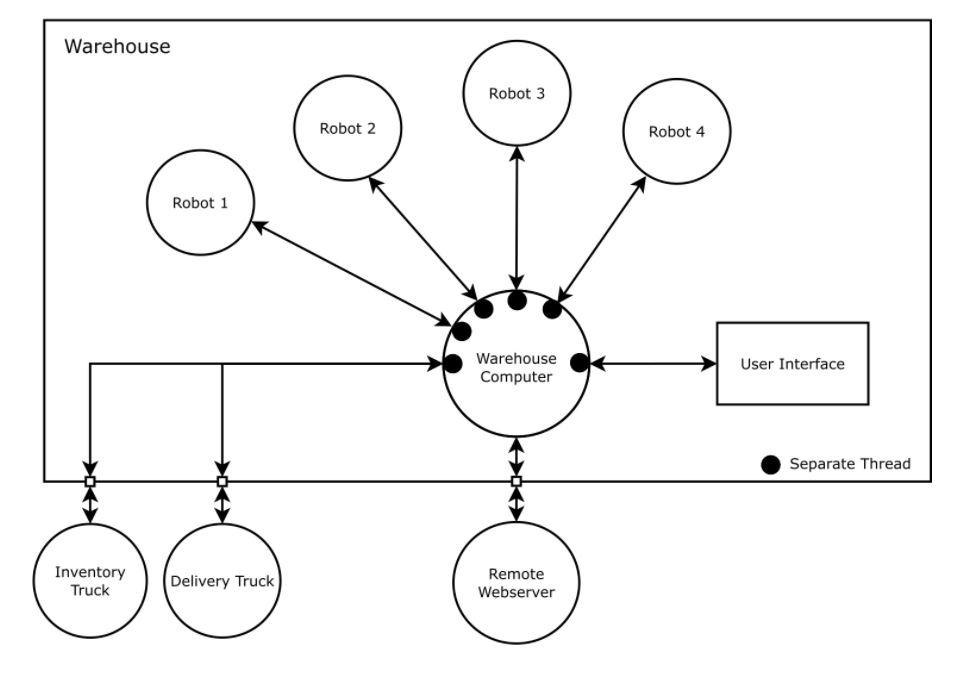 Warehouse
Robot 3
Robot 2
Robot 4
Robot 1
Warehouse
Computer
User Interface
Separate Thread
Inventory
Truck
Delivery Truck
Remote
Webserver